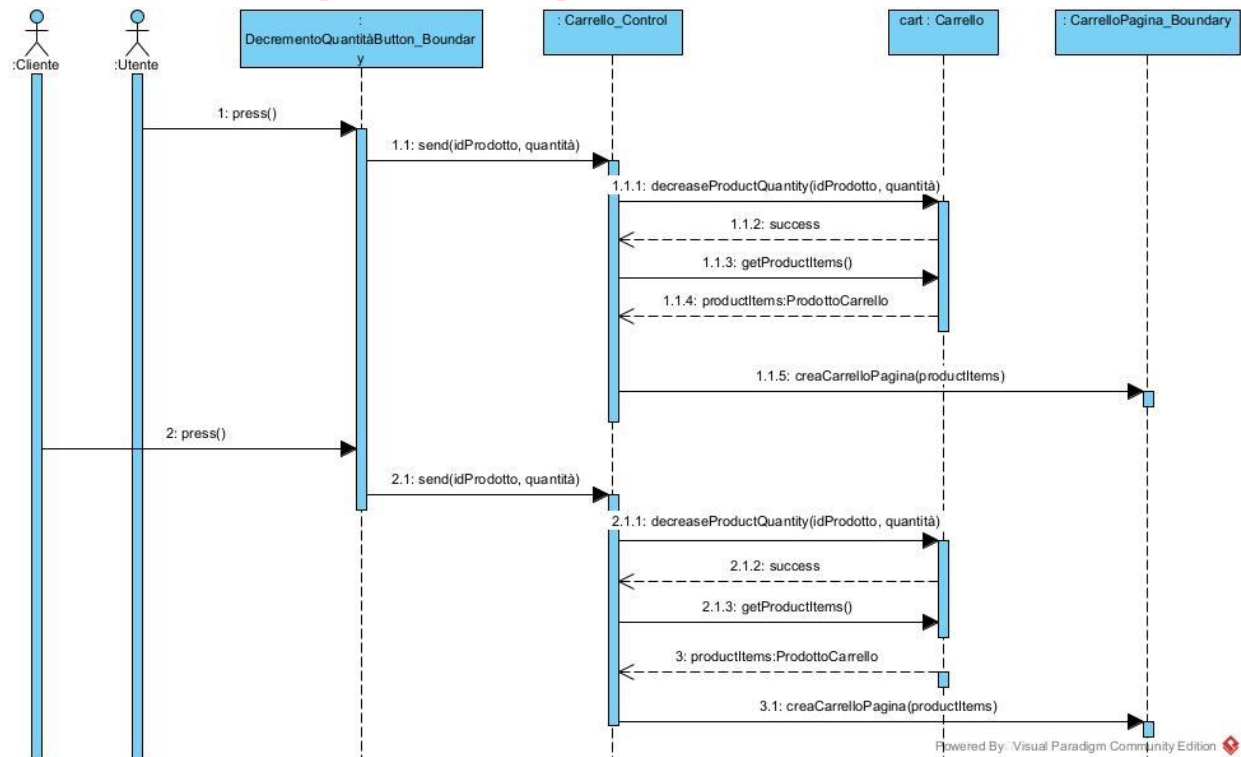 :Cliente
:Utente
:
DecrementoQuantitàButton_Boundar
y
: Carrello_Control
cart : Carrello
: CarrelloPagina_Boundary
1: press()
1.1: send(idProdotto, quantità)
1.1.1: decreaseProductQuantity(idProdotto, quantità)
1.1.2: success
1.1.3: getProductItems()
1.1.4: productItems:ProdottoCarrello
1.1.5: creaCarrelloPagina(productItems)
2: press()
2.1: send(idProdotto, quantità)
2.1.1: decreaseProductQuantity(idProdotto, quantità)
2.1.2: success
2.1.3: getProductItems()
3: productItems:ProdottoCarrello
3.1: creaCarrelloPagina(productItems)
Powered By Visual Paradigm Community Edition